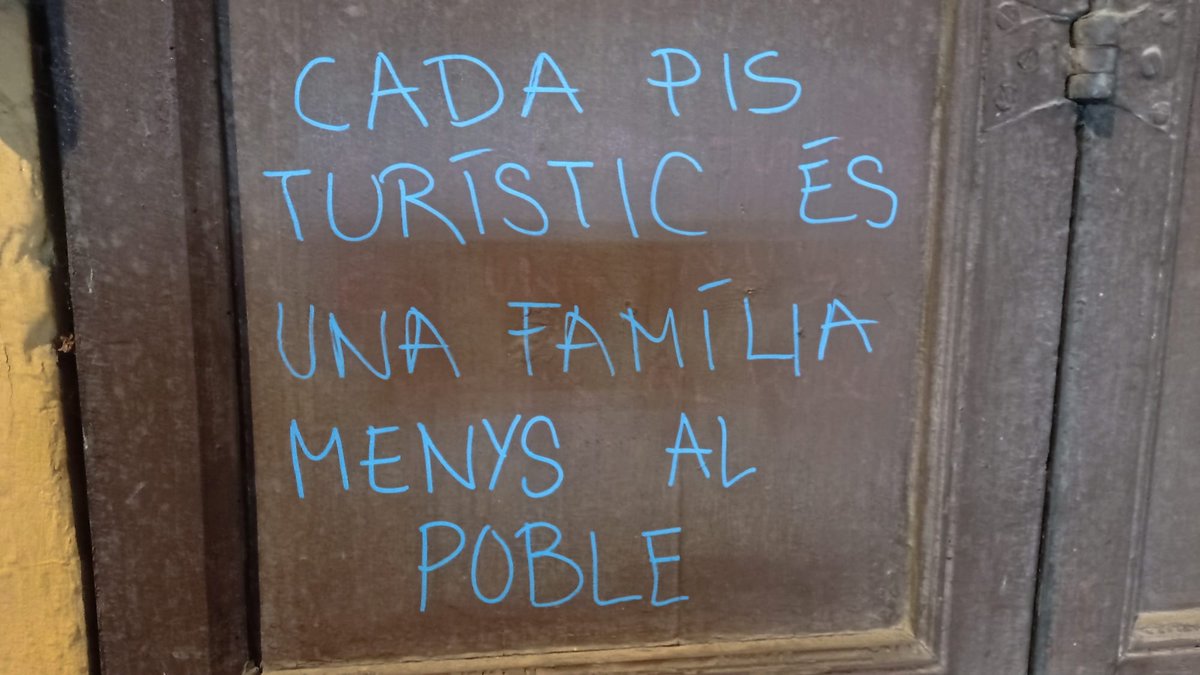 CADA PIS
TURÍSTIC ÉS
UNA FAMÍLIA
MENYS AL
POBLE